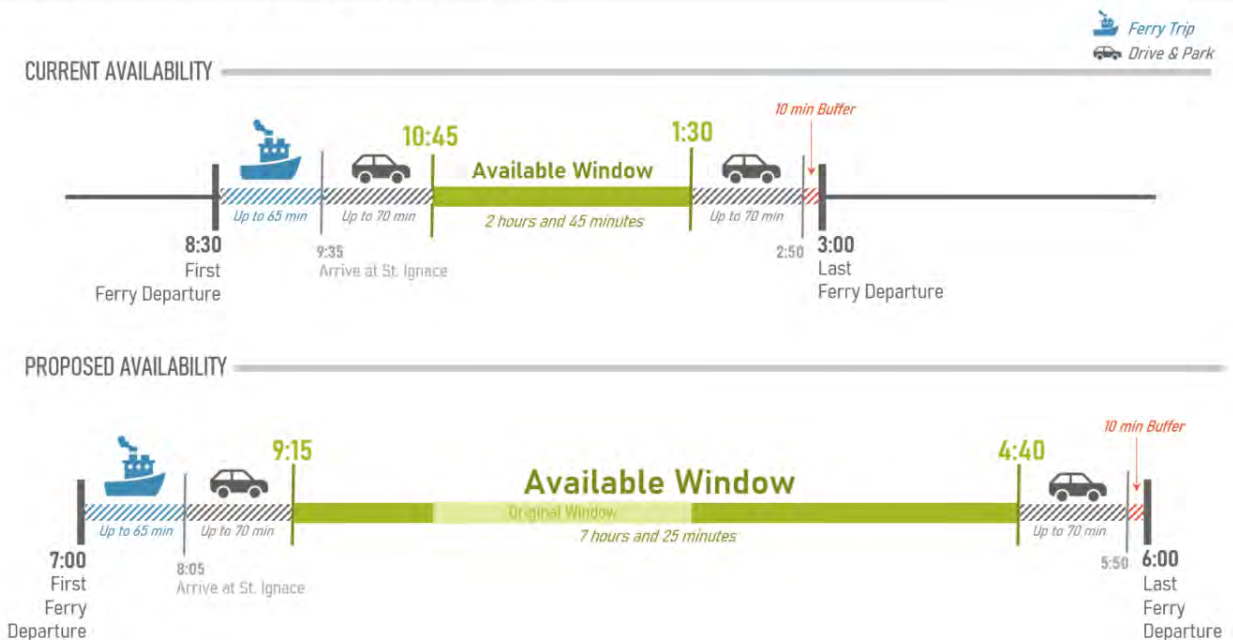 Ferry Trip
Drive & Park
CURRENT AVAILABILITY
10 min Buffer
10:45
1:30
Available Window
Up to 65 min
Up to 70 min
2 hours and 45 minutes
Up to 70 min
8:30
First
Ferry Departure
9:35
Arrive at St. Ignace
2:50
3:00
Last
Ferry Departure
PROPOSED AVAILABILITY
10 min Buffer
9:15
4:40
Available Window
Original Window
Up to 65 min
Up to 70 min
7 hours and 25 minutes
Up to 70 min
7:00
First
Ferry
Departure
8:05
Arrive at St. Ignace
5:50
6:00
Last
Ferry
Departure